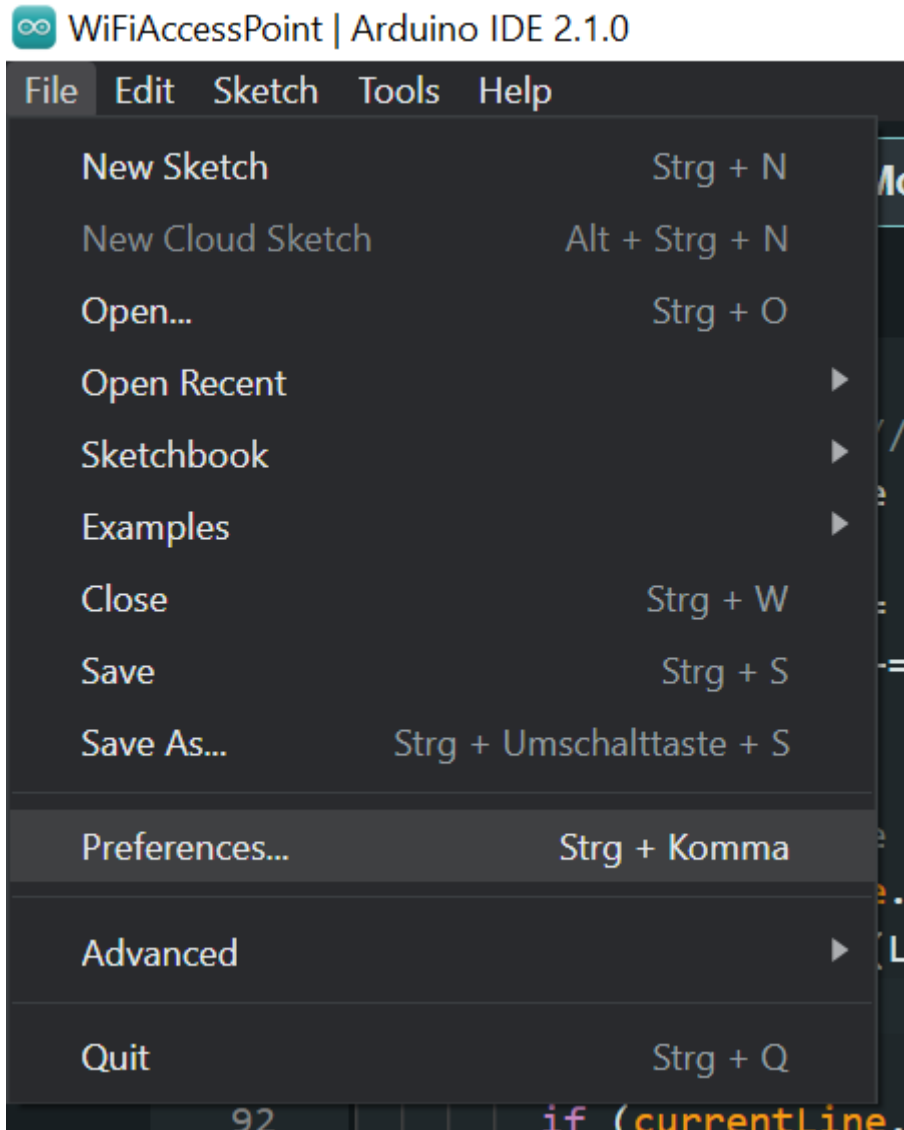 WiFiAccessPoint | Arduino IDE 2.1.0
File Edit Sketch Tools Help
New Sketch Strg + N
New Cloud Sketch Alt + Strg + N
Open... Strg + O
Open Recent
Sketchbook
Examples
Close Strg + W
Save Strg + S
Save As... Strg + Umschalttaste + S
Preferences... Strg + Komma
Advanced
Quit Strg + Q
92 if (currentLine.